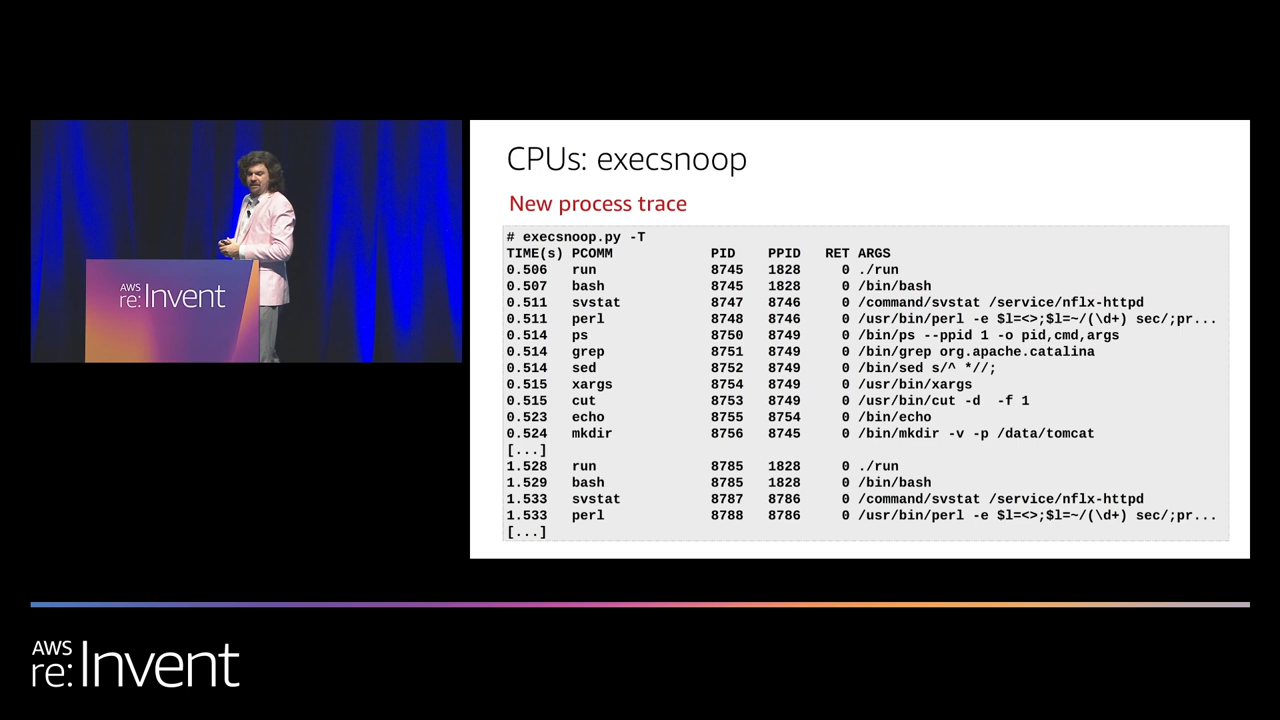 CPUs: execsnoop
New process trace
# execsnoop.py -T
TIME(s) PCOMM            PID    PPID   RET ARGS
0.506   run              8745   1828     0 ./run
0.507   bash             8745   1828     0 /bin/bash
0.511   svstat           8747   8746     0 /command/svstat /service/nflx-httpd
0.511   perl             8748   8746     0 /usr/bin/perl -e $l=<>;$l=~/(\d+) sec/;pr...
0.514   ps               8750   8749     0 /bin/ps --ppid 1 -o pid,cmd,args
0.514   grep             8751   8749     0 /bin/grep org.apache.catalina
0.514   sed              8752   8749     0 /bin/sed s/^ *//;
0.515   xargs            8754   8749     0 /usr/bin/xargs
0.515   cut              8753   8749     0 /usr/bin/cut -d  -f 1
0.523   echo             8755   8754     0 /bin/echo
0.524   mkdir            8756   8745     0 /bin/mkdir -v -p /data/tomcat
[...]
1.528   run              8785   1828     0 ./run
1.529   bash             8785   1828     0 /bin/bash
1.533   svstat           8787   8786     0 /command/svstat /service/nflx-httpd
1.533   perl             8788   8786     0 /usr/bin/perl -e $l=<>;$l=~/(\d+) sec/;pr...
[...]
AWS
re:Invent
AWS
re:Invent